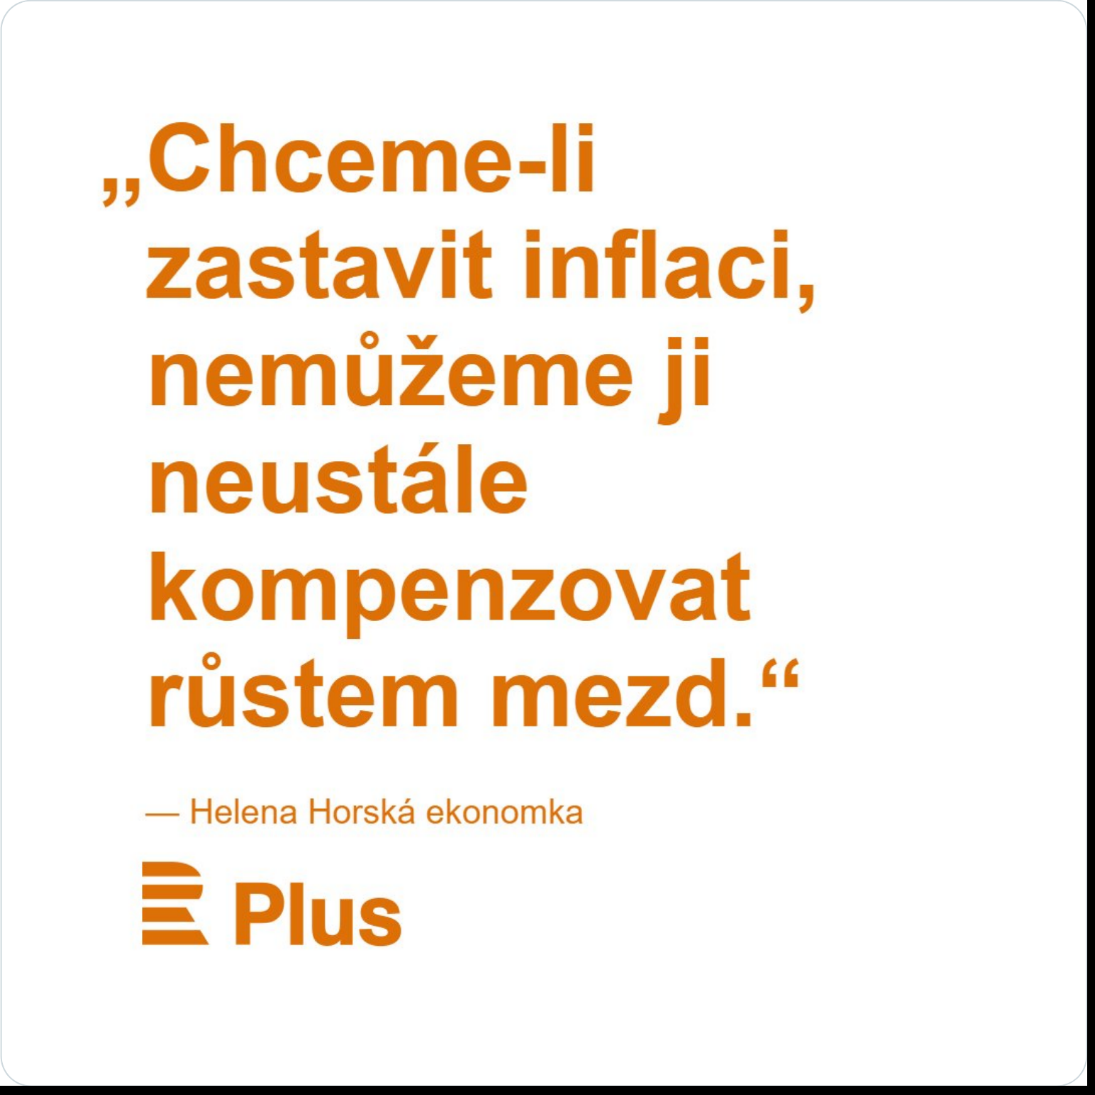 „Chceme-li
zastavit inflaci,
nemůžeme ji
neustále
kompenzovat
růstem mezd.“
— Helena Horská ekonomka
R Plus